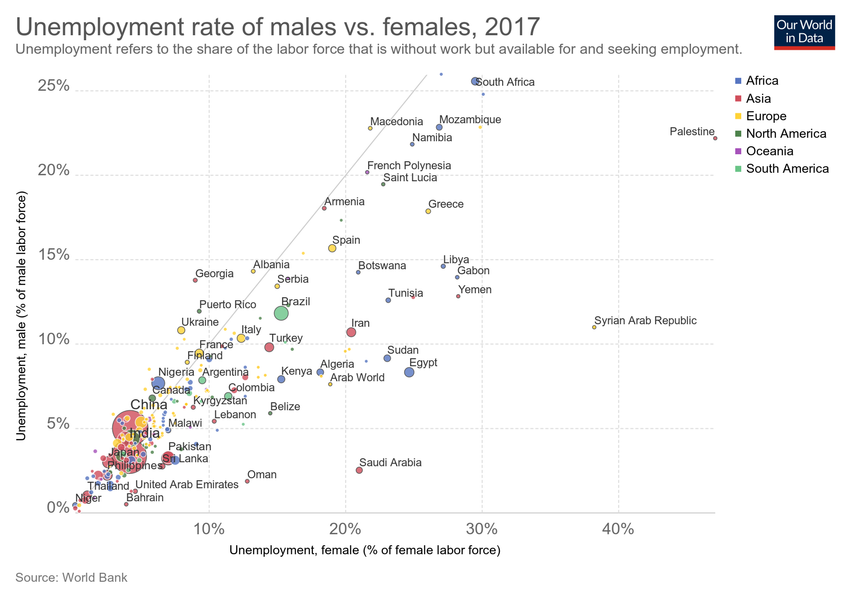 Unemployment rate of males vs. females, 2017
Unemployment refers to the share of the labor force that is without work but available for and seeking employment.
Our World
in Data
Unemployment, male (% of male labor force)
25%
20%
15%
10%
5%
0%
South Africa
Macedonia
Mozambique
Namibia
Palestine
French Polynesia
Saint Lucia
Armenia
Greece
Spain
Albania
Georgia
Serbia
Botswana
Libya
Gabon
Puerto Rico
Brazil
Tunisia
Yemen
Ukraine
Italy
Iran
Syrian Arab Republic
France
Turkey
Finland
Sudan
Nigeria
Argentina
Kenya
Algeria
Egypt
Arab World
Canada
Colombia
China
Kyrgyzstan
Lebanon
Belize
Malawi
India
Japan
Pakistan
Sri Lanka
Philippines
Saudi Arabia
Oman
Thailand
United Arab Emirates
Niger
Bahrain
10%
20%
30%
40%
Unemployment, female (% of female labor force)
Africa
Asia
Europe
North America
Oceania
South America
Source: World Bank